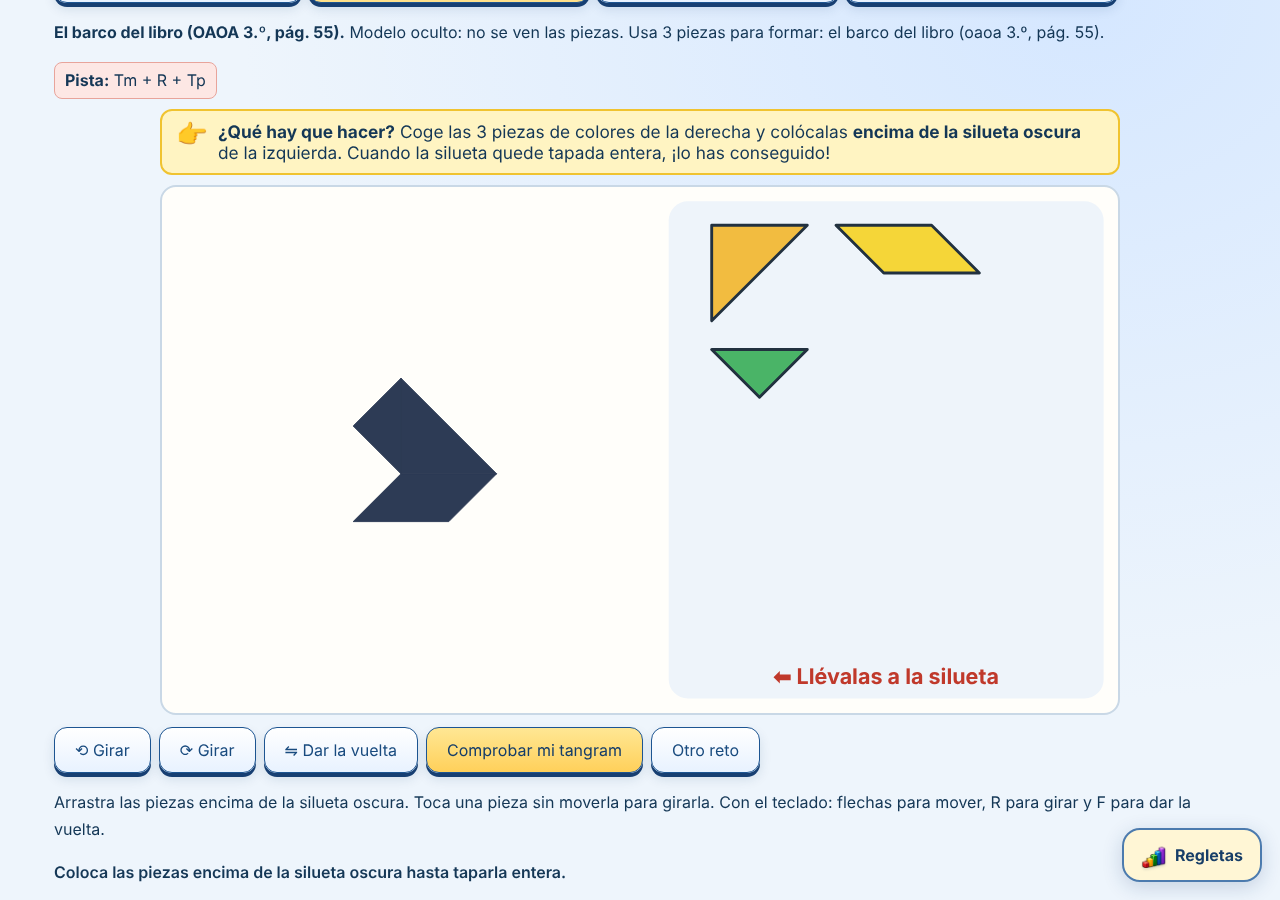 El barco del libro (OAOA 3.º, pág. 55). Modelo oculto: no se ven las piezas. Usa 3 piezas para formar: el barco del libro (oaoa 3.º, pág. 55).
Pista: Tm + R + Tp
¿Qué hay que hacer? Coge las 3 piezas de colores de la derecha y colócalas encima de la silueta oscura
de la izquierda. Cuando la silueta quede tapada entera, ¡lo has conseguido!
⬅ Llévalas a la silueta
⟲ Girar
⟳ Girar
⇋ Dar la vuelta
Comprobar mi tangram
Otro reto
Arrastra las piezas encima de la silueta oscura. Toca una pieza sin moverla para girarla. Con el teclado: flechas para mover, R para girar y F para dar la
vuelta.
Regletas
Coloca las piezas encima de la silueta oscura hasta taparla entera.